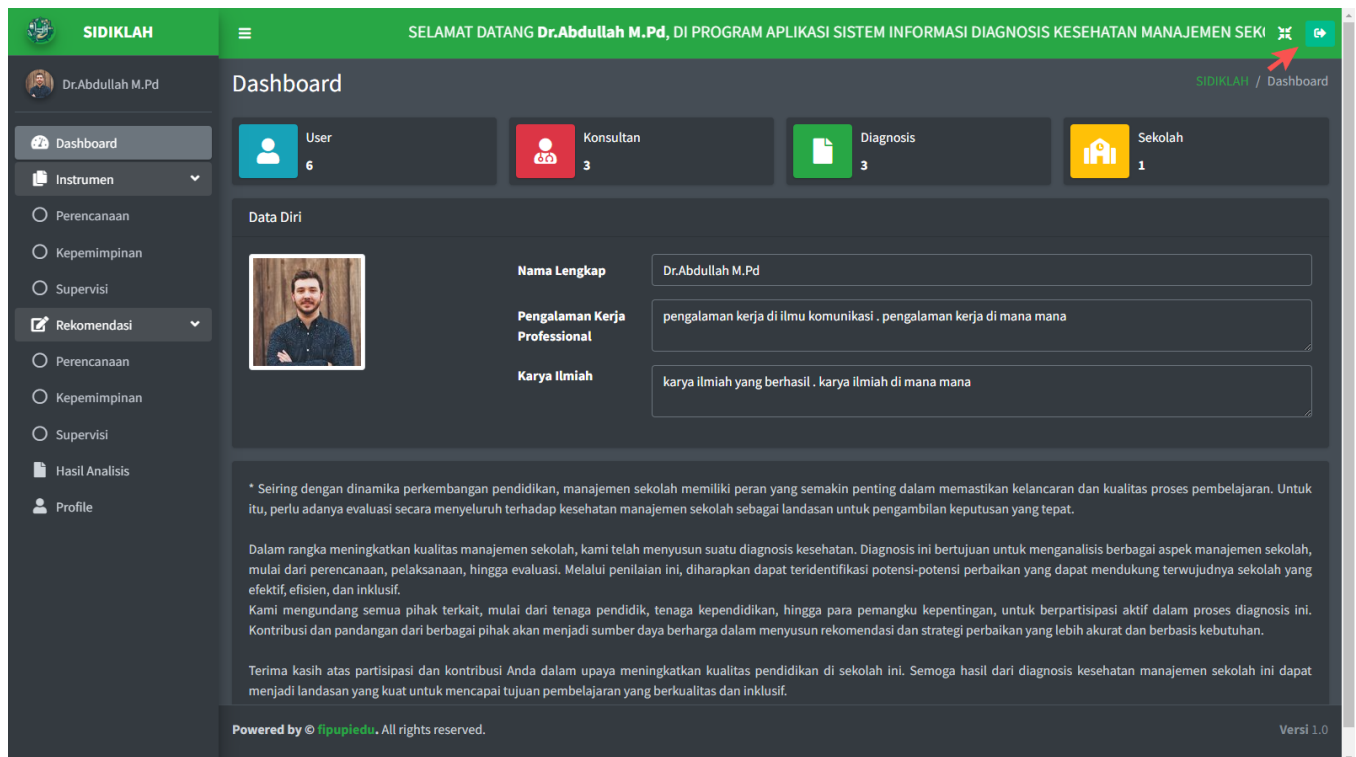 SIDIKLAH
SELAMAT DATANG Dr.Abdullah M.Pd, DI PROGRAM APLIKASI SISTEM INFORMASI DIAGNOSIS KESEHATAN MANAJEMEN
Dr.Abdullah M.Pd
Dashboard
Instrumen
Perencanaan
Kepemimpinan
Supervisi
Rekomendasi
Perencanaan
Kepemimpinan
Supervisi
Hasil Analisis
Profile
Dashboard
SIDIKLAH / Dashboard
User
6
Konsultan
3
Diagnosis
3
Sekolah
1
Data Diri
Nama Lengkap
Dr.Abdullah M.Pd
Pengalaman Kerja
Professional
pengalaman kerja di ilmu komunikasi . pengalaman kerja di mana mana
Karya Ilmiah
karya ilmiah yang berhasil . karya ilmiah di mana mana
* Seiring dengan dinamika perkembangan pendidikan, manajemen sekolah memiliki peran yang semakin penting dalam memastikan kelancaran dan kualitas proses pembelajaran. Untuk
itu, perlu adanya evaluasi secara menyeluruh terhadap kesehatan manajemen sekolah sebagai landasan untuk pengambilan keputusan yang tepat.
Dalam rangka meningkatkan kualitas manajemen sekolah, kami telah menyusun suatu diagnosis kesehatan. Diagnosis ini bertujuan untuk menganalisis berbagai aspek manajemen sekolah,
mulai dari perencanaan, pelaksanaan, hingga evaluasi. Melalui penilaian ini, diharapkan dapat teridentifikasi potensi-potensi perbaikan yang dapat mendukung terwujudnya sekolah yang
efektif, efisien, dan inklusif.
Kami mengundang semua pihak terkait, mulai dari tenaga pendidik, tenaga kependidikan, hingga para pemangku kepentingan, untuk berpartisipasi aktif dalam proses diagnosis ini.
Kontribusi dan pandangan dari berbagai pihak akan menjadi sumber daya berharga dalam menyusun rekomendasi dan strategi perbaikan yang lebih akurat dan berbasis kebutuhan.
Terima kasih atas partisipasi dan kontribusi Anda dalam upaya meningkatkan kualitas pendidikan di sekolah ini. Semoga hasil dari diagnosis kesehatan manajemen sekolah ini dapat
menjadi landasan yang kuat untuk mencapai tujuan pembelajaran yang berkualitas dan inklusif.
Powered by © fipupiedu. All rights reserved.
Versi 1.0